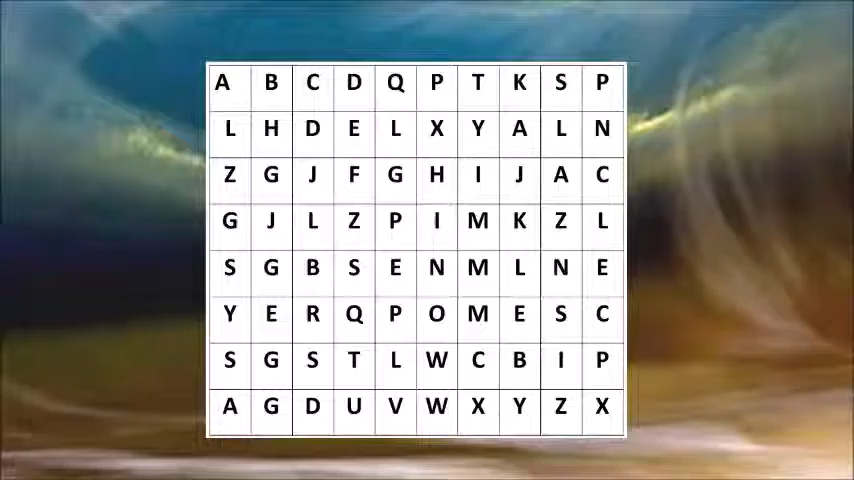 A B C D Q P T K S P
L H D E L X Y A L N
Z G J F G H I J A C
G J L Z P I M K Z L
S G B S E N M L N E
Y E R Q P O M E S C
S G S T L W C B I P
A G D U V W X Y Z X